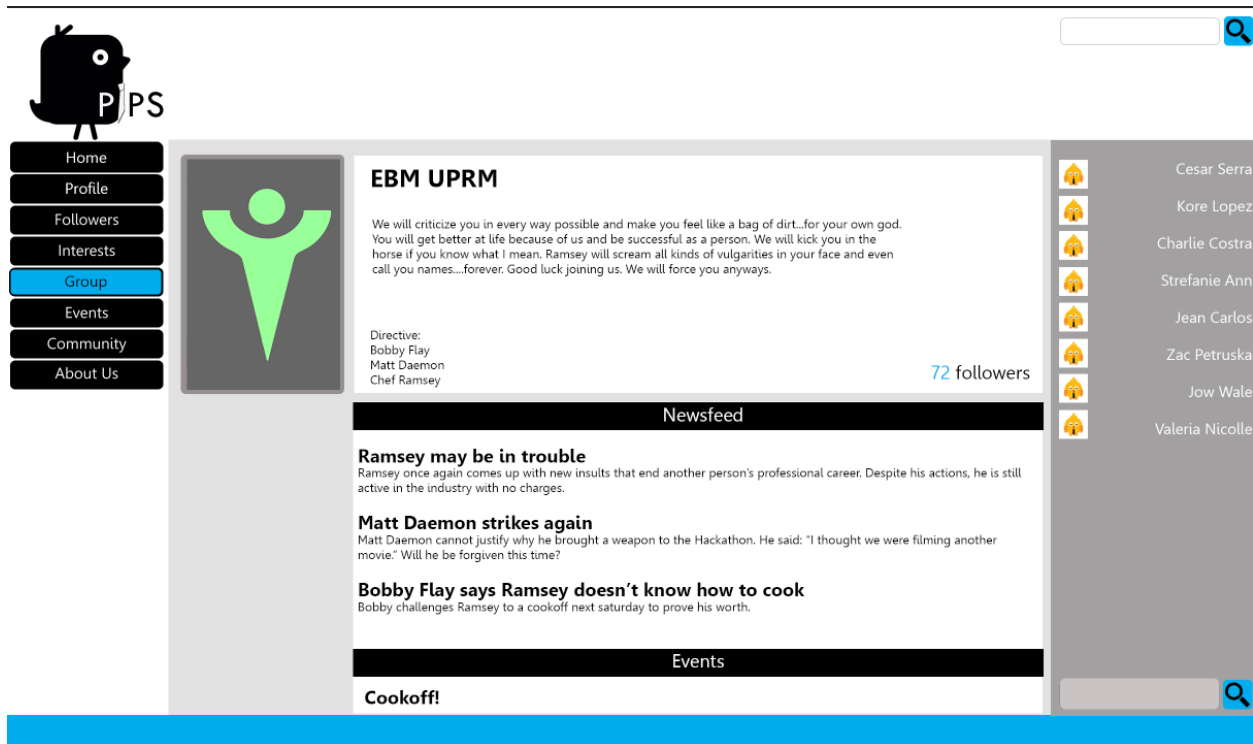 PIPS
Home
Profile
Followers
Interests
Group
Events
Community
About Us
EBM UPRM
We will criticize you in every way possible and make you feel like a bag of dirt...for your own god.
You will get better at life because of us and be successful as a person. We will kick you in the
horse if you know what I mean. Ramsey will scream all kinds of vulgarities in your face and even
call you names....forever. Good luck joining us. We will force you anyways.
Directive:
Bobby Flay
Matt Daemon
Chef Ramsey
72 followers
Newsfeed
Ramsey may be in trouble
Ramsey once again comes up with new insults that end another person's professional career. Despite his actions, he is still
active in the industry with no charges.
Matt Daemon strikes again
Matt Daemon cannot justify why he brought a weapon to the Hackathon. He said: "I thought we were filming another
movie." Will he be forgiven this time?
Bobby Flay says Ramsey doesn't know how to cook
Bobby challenges Ramsey to a cookoff next saturday to prove his worth.
Events
Cookoff!
Cesar Serra
Kore Lopez
Charlie Costra
Strefanie Ann
Jean Carlos
Zac Petruska
Jow Wale
Valeria Nicolle